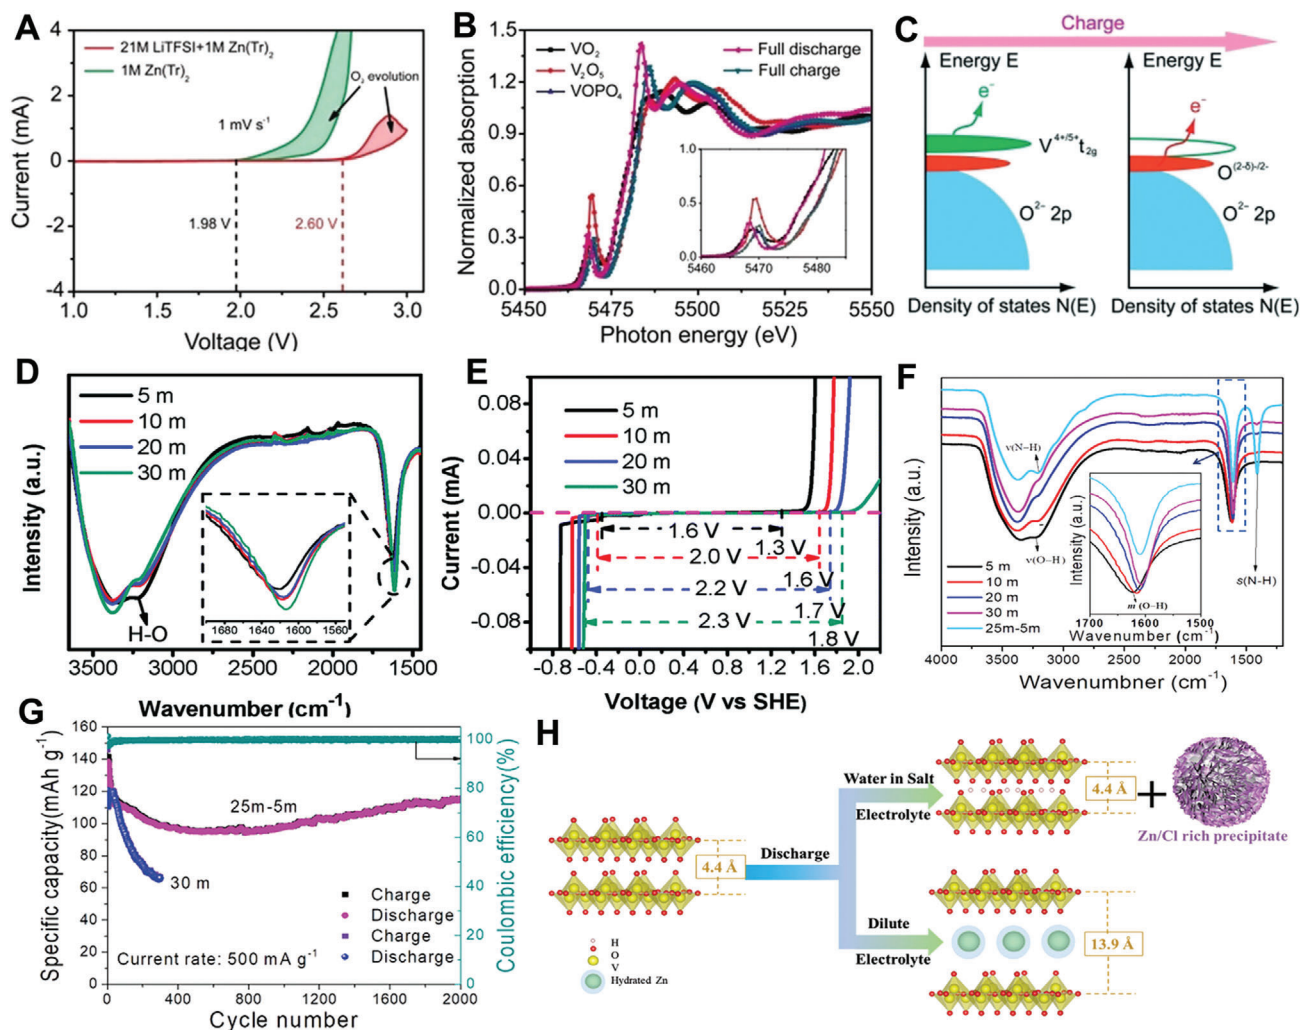 A
4
2
0
-2
-4
Current (mA)
21M LiTFSI+1M Zn(Tr)₂
1M Zn(Tr)₂
O₂ evolution
1 mV s⁻¹
1.98 V
2.60 V
1.0
1.5
2.0
2.5
3.0
Voltage (V)
B
1.5
1.2
0.9
0.6
0.3
0.0
Normalized absorption
VO₂
V₂O₅
VOPO₄
Full discharge
Full charge
1.0
0.5
0.0
5460
5470
5480
5450
5475
5500
5525
5550
Photon energy (eV)
C
Charge
Energy E
Energy E
e⁻
e⁻
V⁴⁺/⁵⁺t₂g
O⁽²⁻δ⁾⁻/²⁻
O²⁻ 2p
O²⁻ 2p
Density of states N(E)
Density of states N(E)
D
Intensity (a.u.)
5 m
10 m
20 m
30 m
H-O
1680
1640
1600
1560
3500
3000
2500
2000
1500
Wavenumber (cm⁻¹)
E
0.08
0.04
0.00
-0.04
-0.08
Current (mA)
5 m
10 m
20 m
30 m
1.6 V
1.3 V
2.0 V
1.6 V
2.2 V
1.7 V
2.3 V
1.8 V
-1.0
-0.4
0.2
0.8
1.4
2.0
Voltage (V vs SHE)
F
Intensity (a.u.)
ν(N−H)
ν(O−H)
s(N-H)
5 m
10 m
20 m
30 m
25m-5m
Intensity (a.u.)
m (O−H)
1700
1600
1500
Wavenumber (cm⁻¹)
4000
3500
3000
2500
2000
1500
Wavenumbner (cm⁻¹)
G
160
140
120
100
80
60
40
20
0
Specific capacity(mAh g⁻¹)
25m-5m
30 m
Charge
Discharge
Charge
Discharge
Current rate: 500 mA g⁻¹
100
80
60
40
20
0
Coulombic efficiency(%)
0
400
800
1200
1600
2000
Cycle number
H
4.4 Å
Discharge
Water in Salt
Electrolyte
Dilute
Electrolyte
4.4 Å
+
Zn/Cl rich precipitate
13.9 Å
H
O
V
Hydrated Zn